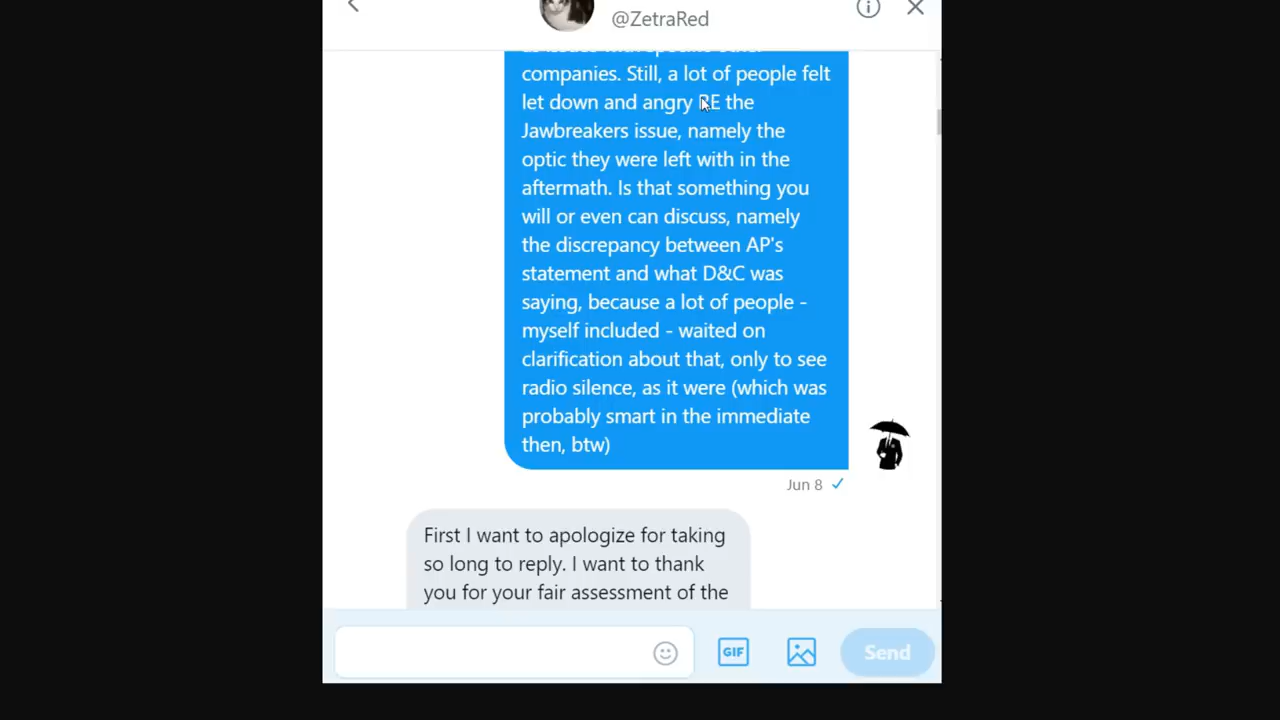 @ZetraRed
companies. Still, a lot of people felt
let down and angry RE the
Jawbreakers issue, namely the
optic they were left with in the
aftermath. Is that something you
will or even can discuss, namely
the discrepancy between AP's
statement and what D&C was
saying, because a lot of people -
myself included - waited on
clarification about that, only to see
radio silence, as it were (which was
probably smart in the immediate
then, btw)
Jun 8
First I want to apologize for taking
so long to reply. I want to thank
you for your fair assessment of the
GIF
Send